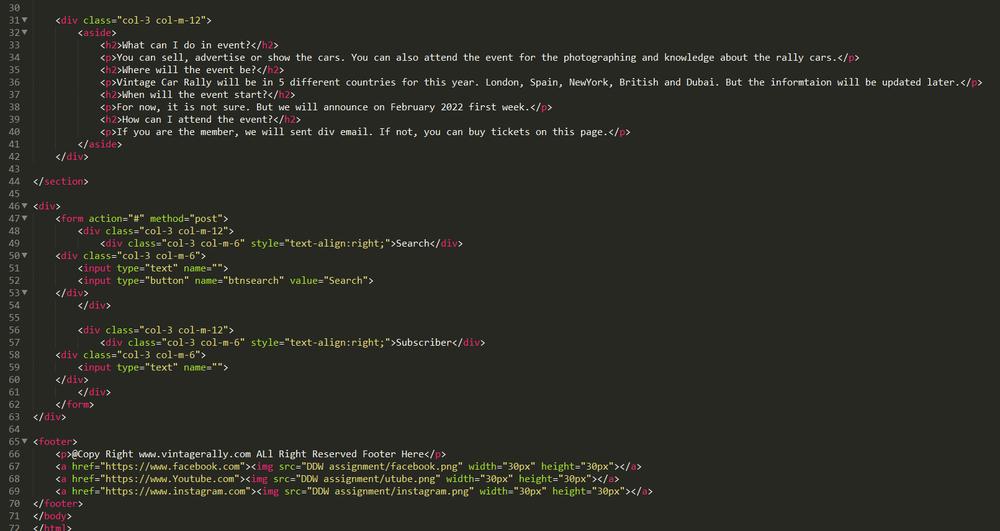 30
31 <div class="col-3 col-m-12">
32 <aside>
33 <h2>What can I do in event?</h2>
34 <p>You can sell, advertise or show the cars. You can also attend the event for the photographing and knowledge about the rally cars.</p>
35 <h2>Where will the event be?</h2>
36 <p>Vintage Car Rally will be in 5 different countries for this year. London, Spain, NewYork, British and Dubai. But the informtaion will be updated later.</p>
37 <h2>When will the event start?</h2>
38 <p>For now, it is not sure. But we will announce on February 2022 first week.</p>
39 <h2>How can I attend the event?</h2>
40 <p>If you are the member, we will sent div email. If not, you can buy tickets on this page.</p>
41 </aside>
42 </div>
43
44 </section>
45
46 <div>
47 <form action="#" method="post">
48 <div class="col-3 col-m-12">
49 <div class="col-3 col-m-6" style="text-align:right;">Search</div>
50 <div class="col-3 col-m-6">
51 <input type="text" name="">
52 <input type="button" name="btnsearch" value="Search">
53 </div>
54 </div>
55
56 <div class="col-3 col-m-12">
57 <div class="col-3 col-m-6" style="text-align:right;">Subscriber</div>
58 <div class="col-3 col-m-6">
59 <input type="text" name="">
60 </div>
61 </div>
62 </form>
63 </div>
64
65 <footer>
66 <p>@Copy Right www.vintagerally.com ALl Right Reserved Footer Here</p>
67 <a href="https://www.facebook.com"><img src="DDW assignment/facebook.png" width="30px" height="30px"></a>
68 <a href="https://www.Youtube.com"><img src="DDW assignment/utube.png" width="30px" height="30px"></a>
69 <a href="https://www.instagram.com"><img src="DDW assignment/instagram.png" width="30px" height="30px"></a>
70 </footer>
71 </body>
72 </html>